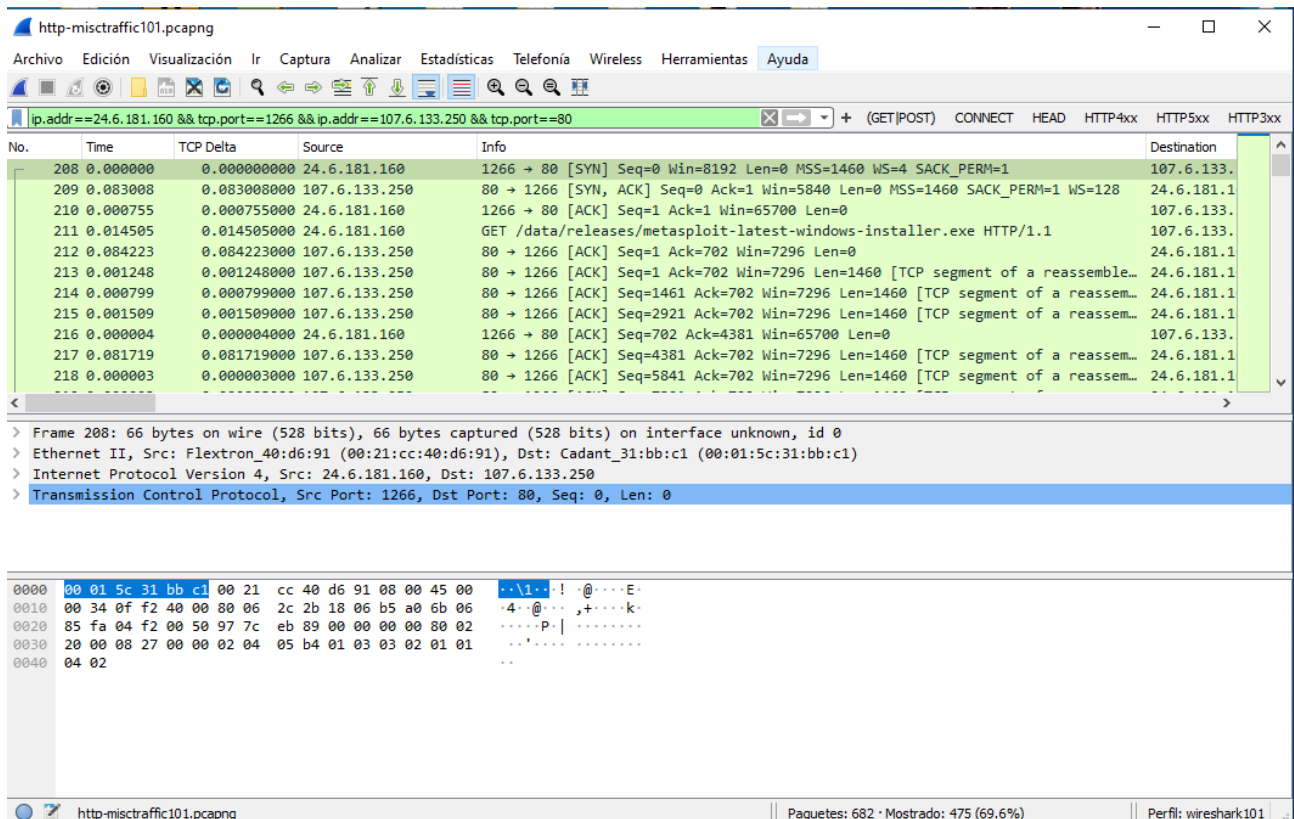 http-misctraffic101.pcapng
Archivo Edición Visualización Ir Captura Analizar Estadísticas Telefonía Wireless Herramientas Ayuda
ip.addr==24.6.181.160 && tcp.port==1266 && ip.addr==107.6.133.250 && tcp.port==80 + (GET|POST) CONNECT HEAD HTTP4xx HTTP5xx HTTP3xx
No. Time TCP Delta Source Info Destination
208 0.000000 0.000000000 24.6.181.160 1266 → 80 [SYN] Seq=0 Win=8192 Len=0 MSS=1460 WS=4 SACK_PERM=1 107.6.133.
209 0.083008 0.083008000 107.6.133.250 80 → 1266 [SYN, ACK] Seq=0 Ack=1 Win=5840 Len=0 MSS=1460 SACK_PERM=1 WS=128 24.6.181.1
210 0.000755 0.000755000 24.6.181.160 1266 → 80 [ACK] Seq=1 Ack=1 Win=65700 Len=0 107.6.133.
211 0.014505 0.014505000 24.6.181.160 GET /data/releases/metasploit-latest-windows-installer.exe HTTP/1.1 107.6.133.
212 0.084223 0.084223000 107.6.133.250 80 → 1266 [ACK] Seq=1 Ack=702 Win=7296 Len=0 24.6.181.1
213 0.001248 0.001248000 107.6.133.250 80 → 1266 [ACK] Seq=1 Ack=702 Win=7296 Len=1460 [TCP segment of a reassemble… 24.6.181.1
214 0.000799 0.000799000 107.6.133.250 80 → 1266 [ACK] Seq=1461 Ack=702 Win=7296 Len=1460 [TCP segment of a reassem… 24.6.181.1
215 0.001509 0.001509000 107.6.133.250 80 → 1266 [ACK] Seq=2921 Ack=702 Win=7296 Len=1460 [TCP segment of a reassem… 24.6.181.1
216 0.000004 0.000004000 24.6.181.160 1266 → 80 [ACK] Seq=702 Ack=4381 Win=65700 Len=0 107.6.133.
217 0.081719 0.081719000 107.6.133.250 80 → 1266 [ACK] Seq=4381 Ack=702 Win=7296 Len=1460 [TCP segment of a reassem… 24.6.181.1
218 0.000003 0.000003000 107.6.133.250 80 → 1266 [ACK] Seq=5841 Ack=702 Win=7296 Len=1460 [TCP segment of a reassem… 24.6.181.1
> Frame 208: 66 bytes on wire (528 bits), 66 bytes captured (528 bits) on interface unknown, id 0
> Ethernet II, Src: Flextron_40:d6:91 (00:21:cc:40:d6:91), Dst: Cadant_31:bb:c1 (00:01:5c:31:bb:c1)
> Internet Protocol Version 4, Src: 24.6.181.160, Dst: 107.6.133.250
> Transmission Control Protocol, Src Port: 1266, Dst Port: 80, Seq: 0, Len: 0
0000 00 01 5c 31 bb c1 00 21 cc 40 d6 91 08 00 45 00 ··\1···! ·@····E·
0010 00 34 0f f2 40 00 80 06 2c 2b 18 06 b5 a0 6b 06 ·4··@··· ,+····k·
0020 85 fa 04 f2 00 50 97 7c eb 89 00 00 00 00 80 02 ·····P·| ········
0030 20 00 08 27 00 00 02 04 05 b4 01 03 03 02 01 01 ··'···· ········
0040 04 02 ··
http-misctraffic101.pcapng Paquetes: 682 · Mostrado: 475 (69.6%) Perfil: wireshark101